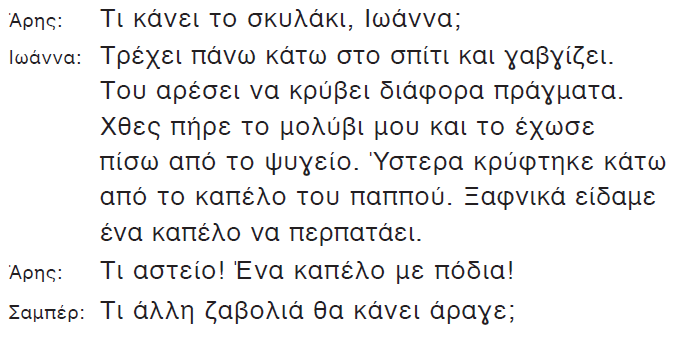 Άρης: Τι κάνει το σκυλάκι, Ιωάννα;
Ιωάννα: Τρέχει πάνω κάτω στο σπίτι και γαβγίζει.
Του αρέσει να κρύβει διάφορα πράγματα.
Χθες πήρε το μολύβι μου και το έχωσε
πίσω από το ψυγείο. Ύστερα κρύφτηκε κάτω
από το καπέλο του παππού. Ξαφνικά είδαμε
ένα καπέλο να περπατάει.
Άρης: Τι αστείο! Ένα καπέλο με πόδια!
Σαμπέρ: Τι άλλη ζαβολιά θα κάνει άραγε;